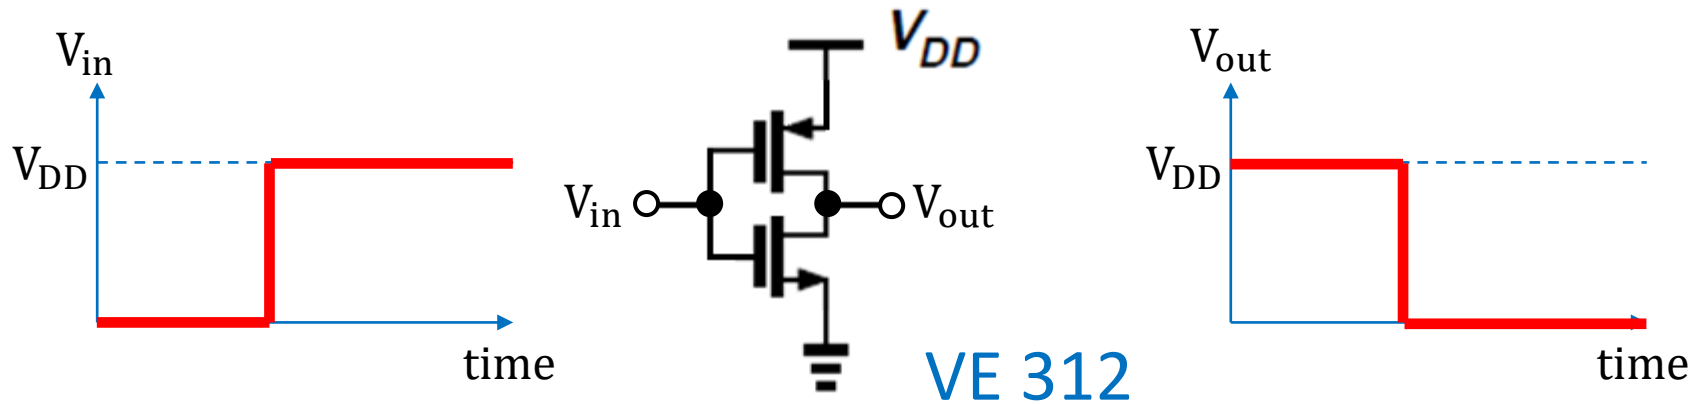 V_in
V_DD
time
V_DD
V_in
V_out
VE 312
V_out
V_DD
time